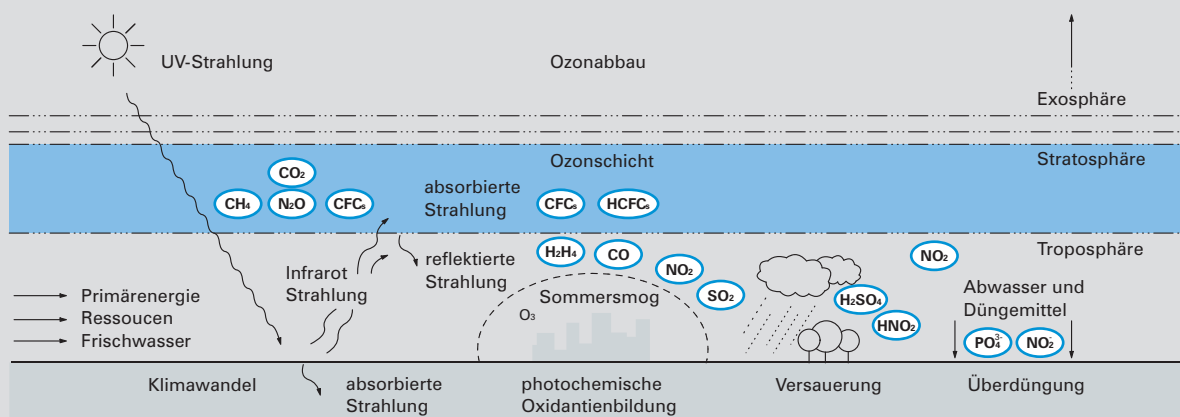 UV-Strahlung
Ozonabbau
Exosphäre
Ozonschicht
Stratosphäre
CO₂
CH₄
N₂O
CFCₛ
absorbierte
Strahlung
CFCₛ
HCFCₛ
Troposphäre
H₂H₄
CO
NO₂
NO₂
SO₂
reflektierte
Strahlung
Infrarot
Strahlung
Sommersmog
O₃
H₂SO₄
HNO₂
Abwasser und
Düngemittel
PO₄³⁻
NO₂⁻
Primärenergie
Ressoucen
Frischwasser
Klimawandel
absorbierte
Strahlung
photochemische
Oxidantienbildung
Versauerung
Überdüngung